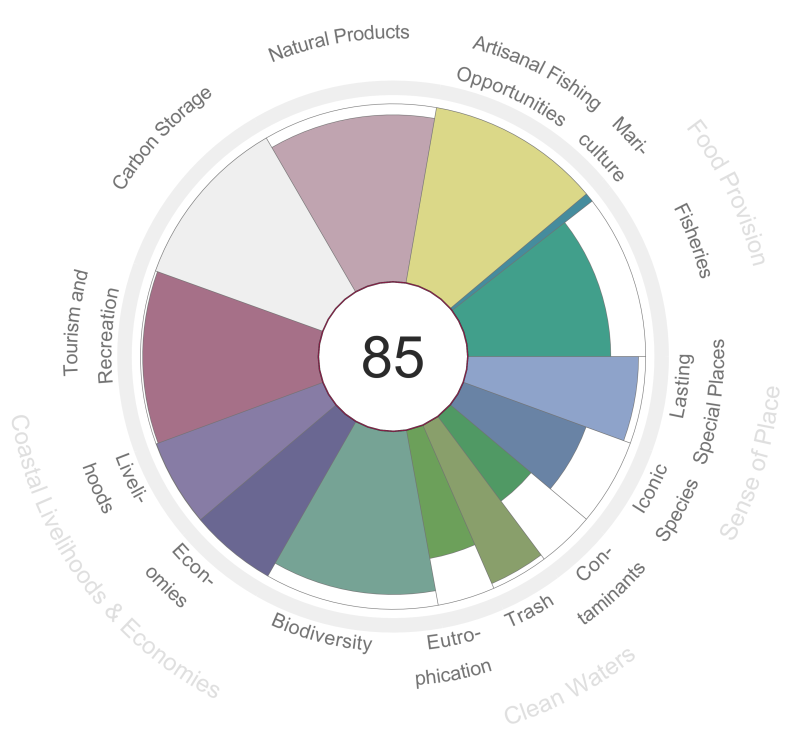 Natural Products
Artisanal Fishing
Opportunities
Mari-
culture
Food Provision
Fisheries
Carbon Storage
Tourism and
Recreation
85
Lasting
Special Places
Sense of Place
Iconic
Species
Coastal Livelihoods & Economies
Liveli-
hoods
Econ-
omies
Biodiversity
Eutro-
phication
Trash
Con-
taminants
Clean Waters